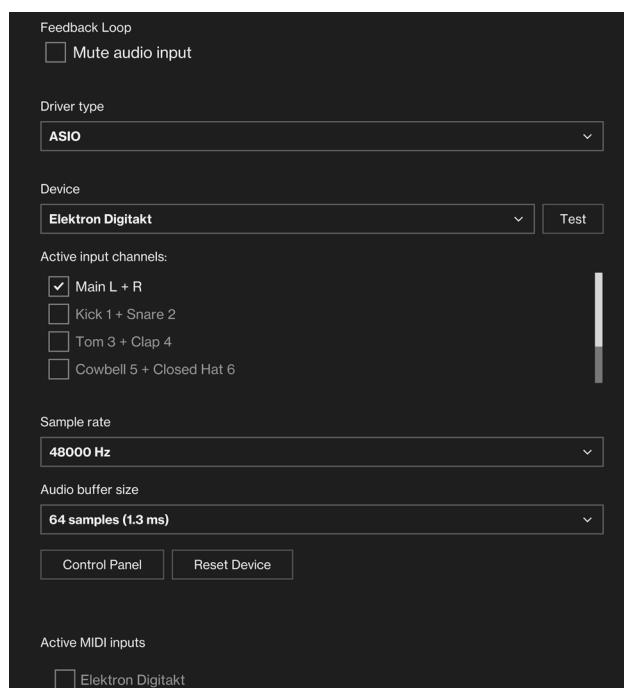 Feedback Loop
Mute audio input
Driver type
ASIO
Device
Elektron Digitakt
Test
Active input channels:
Main L + R
Kick 1 + Snare 2
Tom 3 + Clap 4
Cowbell 5 + Closed Hat 6
Sample rate
48000 Hz
Audio buffer size
64 samples (1.3 ms)
Control Panel
Reset Device
Active MIDI inputs
Elektron Digitakt